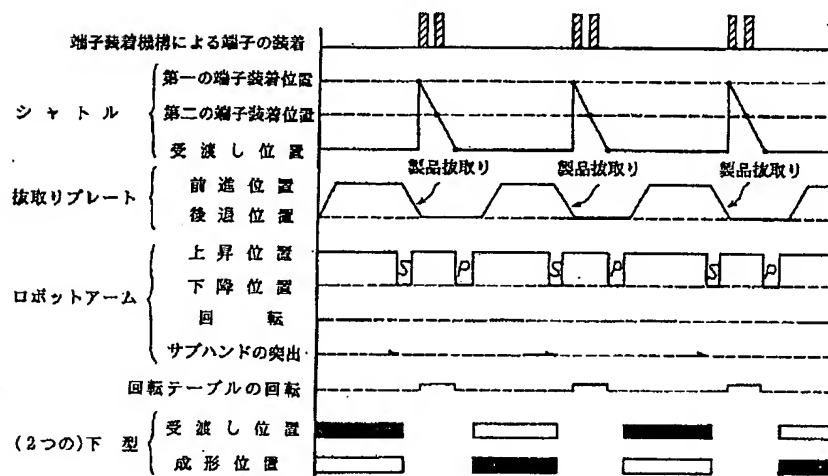 端子装着機構による端子の装着
シャトル
第一の端子装着位置
第二の端子装着位置
受渡し位置
製品抜取り
製品抜取り
製品抜取り
抜取りプレート
前進位置
後退位置
ロボットアーム
上昇位置
S
P
S
P
S
P
下降位置
回転
サブハンドの突出
回転テーブルの回転
(2つの)下型
受渡し位置
成形位置